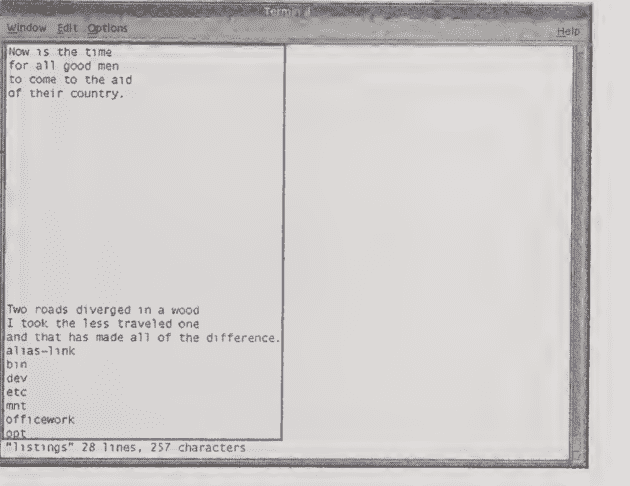 Terminal
Window Edit Options Help
Now is the time
for all good men
to come to the aid
of their country.
Two roads diverged in a wood
I took the less traveled one
and that has made all of the difference.
alias-link
bin
dev
etc
mnt
officework
opt
"listings" 28 lines, 257 characters